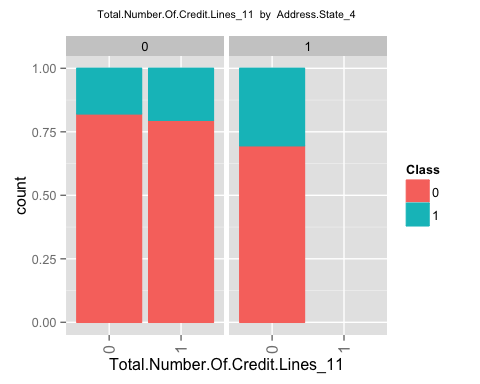 Total.Number.Of.Credit.Lines_11 by Address.State_4
0 1
1.00
0.75
0.50
0.25
0.00
count
0 1 0 1
Total.Number.Of.Credit.Lines_11
Class
0
1